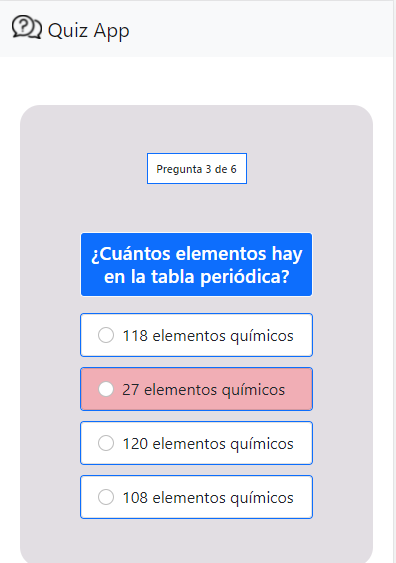 Quiz App
Pregunta 3 de 6
¿Cuántos elementos hay
en la tabla periódica?
118 elementos químicos
27 elementos químicos
120 elementos químicos
108 elementos químicos